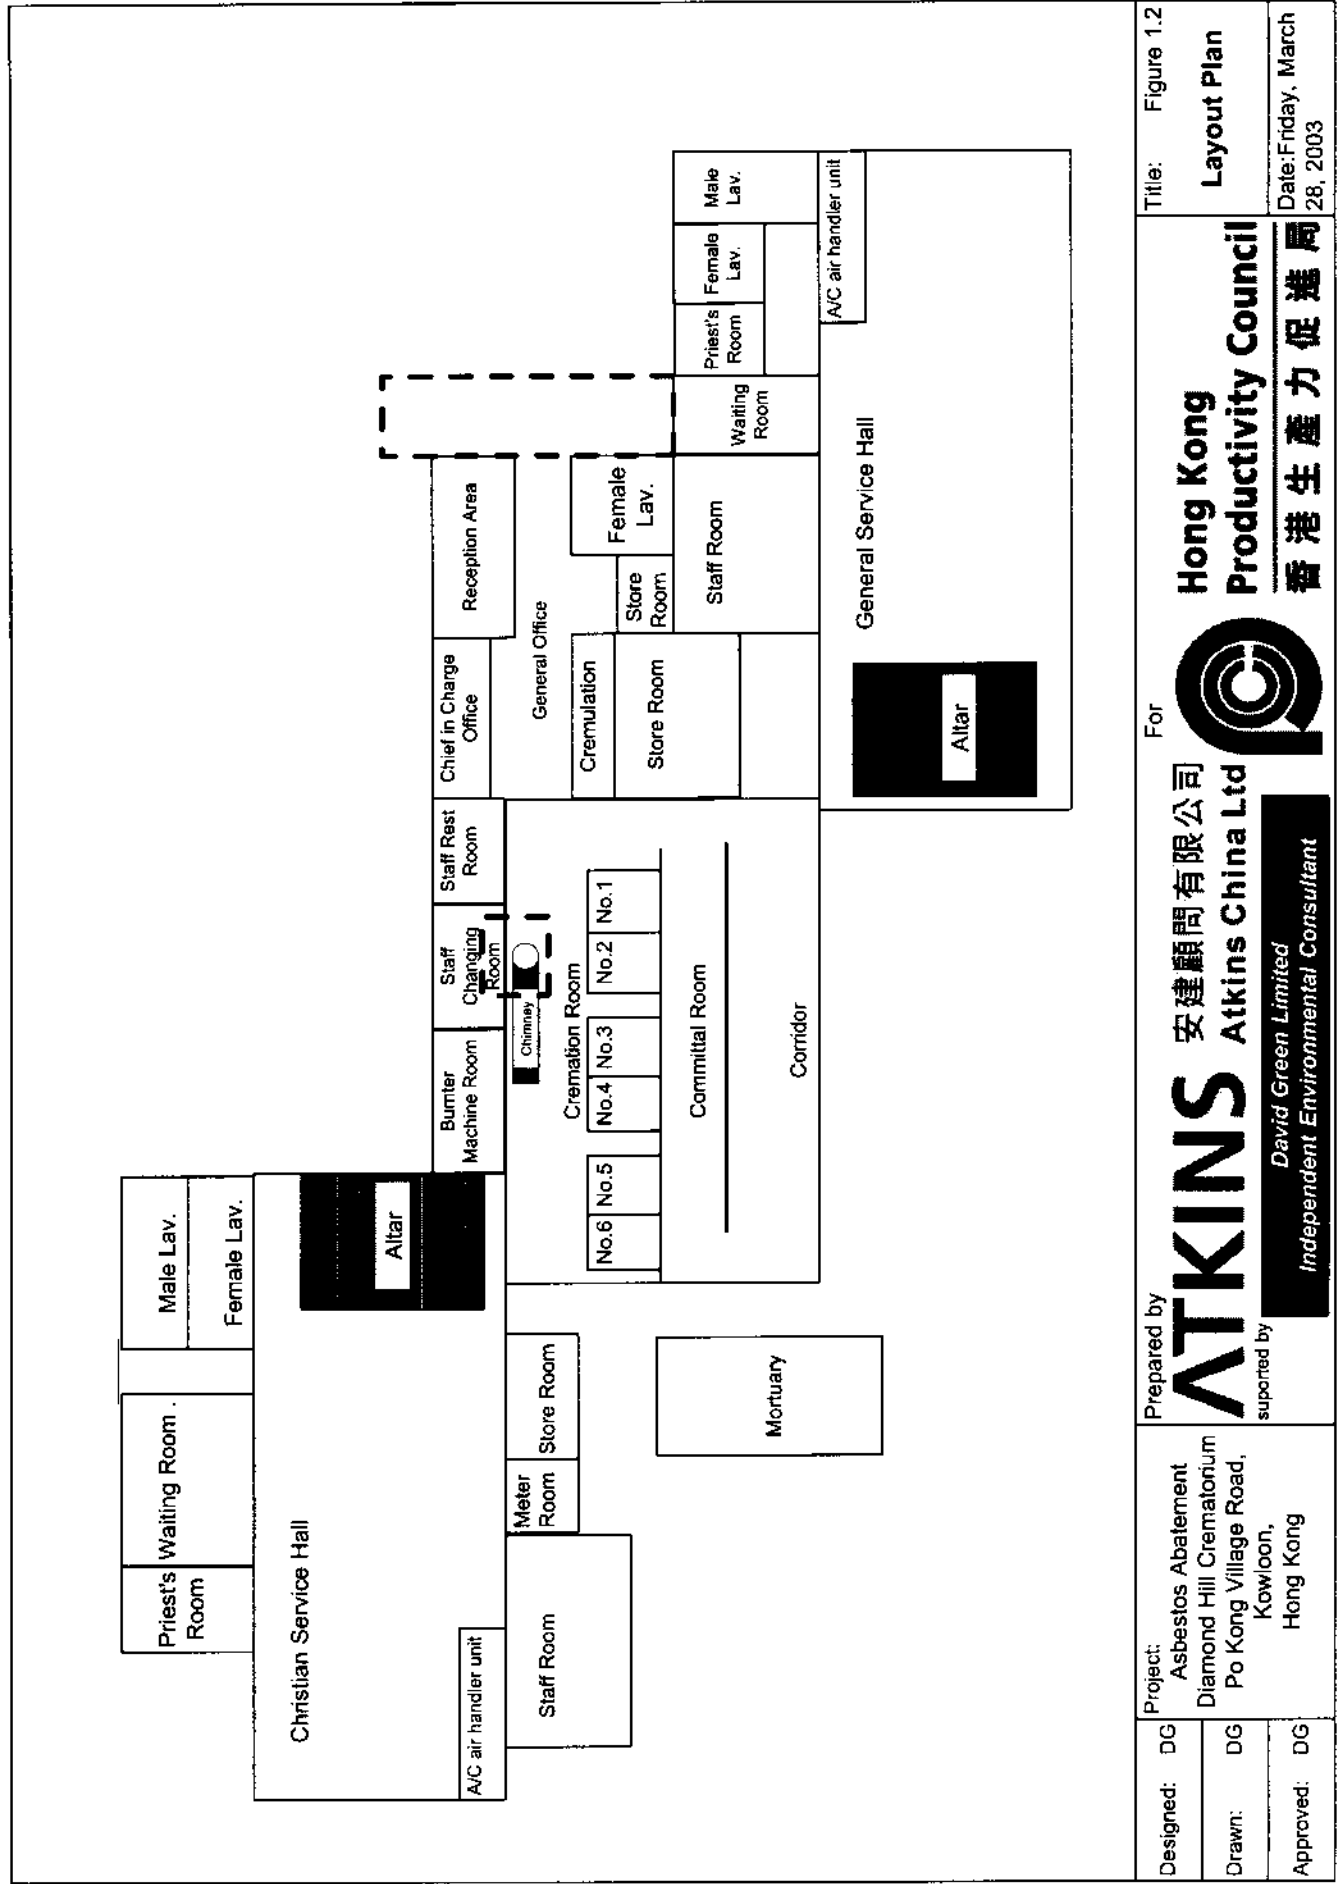 Male Lav.
Female Lav.
Priest's
Room
Waiting Room .
Christian Service Hall
Altar
A/C air handler unit
Staff Room
Meter
Room
Store Room
Mortuary
Burnter
Machine Room
Staff
Changing
Room
Staff Rest
Room
Chief in Charge
Office
Reception Area
General Office
Chimney
Cremation Room
No.6
No.5
No.4
No.3
No.2
No.1
Committal Room
Corridor
Cremulation
Store Room
Store
Room
Female
Lav.
Staff Room
Waiting
Room
Priest's
Room
Female
Lav.
Male
Lav.
A/C air handler unit
General Service Hall
Altar
Designed: DG
Drawn: DG
Approved: DG
Project:
Asbestos Abatement
Diamond Hill Crematorium
Po Kong Village Road,
Kowloon,
Hong Kong
Prepared by
ATKINS
安建顧問有限公司
Atkins China Ltd
suported by
David Green Limited
Independent Environmental Consultant
For
Hong Kong
Productivity Council
香港生產力促進局
Title: Figure 1.2
Layout Plan
Date:Friday, March
28, 2003